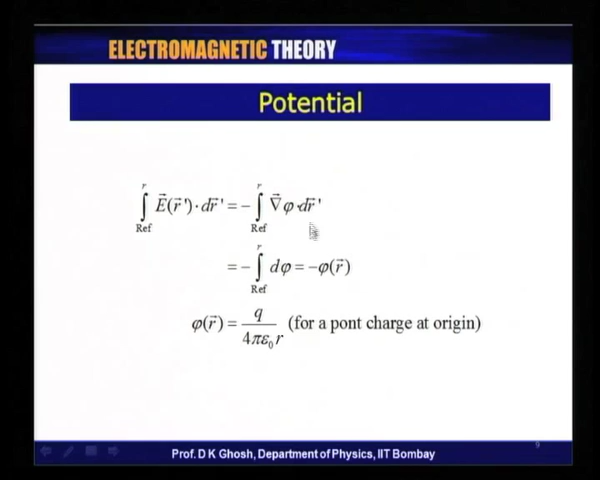 ELECTROMAGNETIC THEORY
Potential
∫_Ref^r E⃗(r⃗')·dr⃗' = −∫_Ref^r ∇⃗φ·dr⃗'
= −∫_Ref^r dφ = −φ(r⃗)
φ(r⃗) = q/(4πε₀r) (for a pont charge at origin)
9
Prof. D K Ghosh, Department of Physics, IIT Bombay